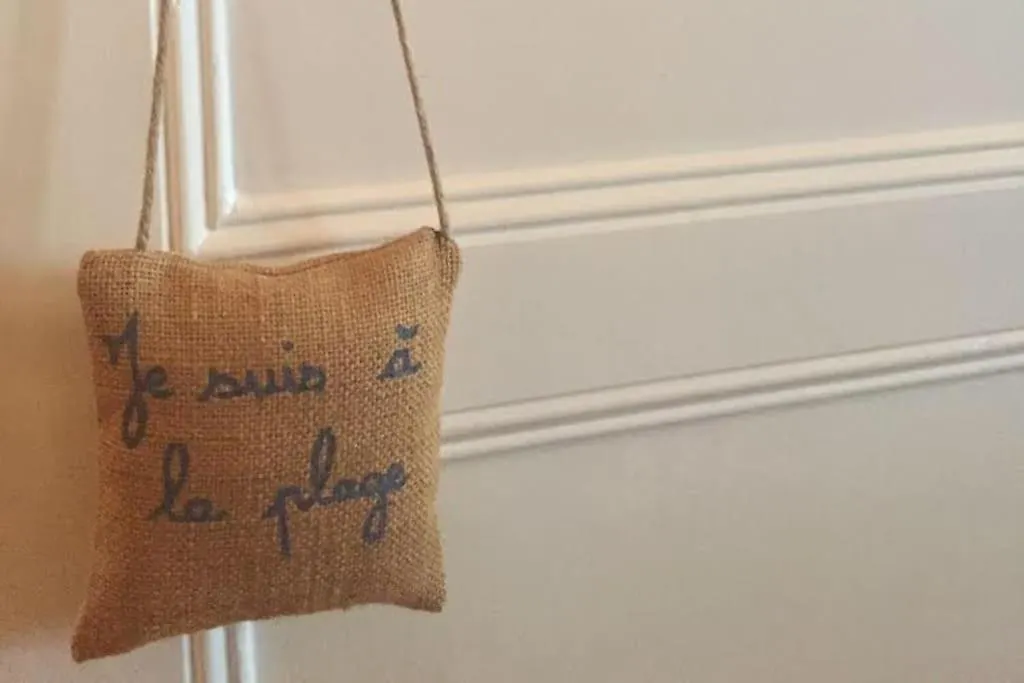 Je suis à
la plage